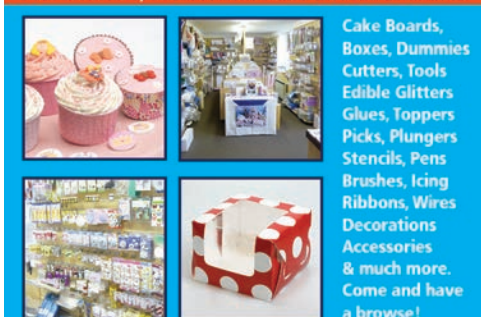 Cake Boards,
Boxes, Dummies
Cutters, Tools
Edible Glitters
Glues, Toppers
Picks, Plungers
Stencils, Pens
Brushes, Icing
Ribbons, Wires
Decorations
Accessories
& much more.
Come and have
a browse!